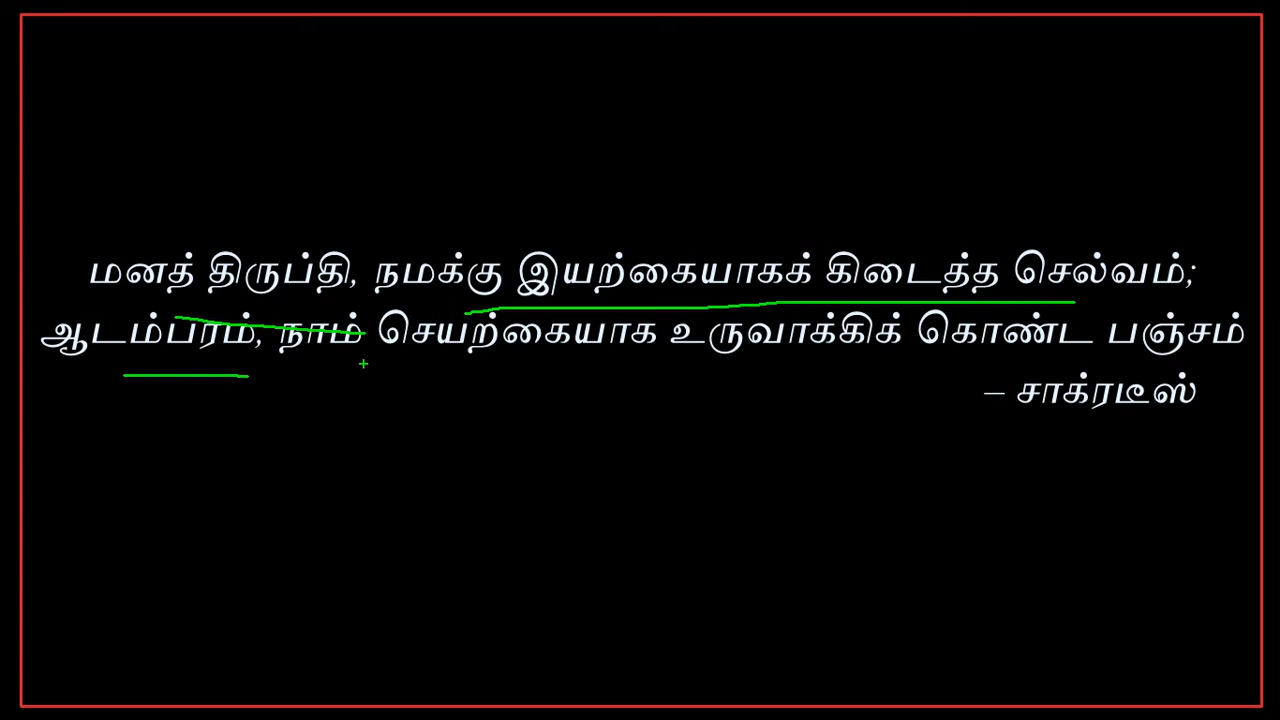 மனத் திருப்தி, நமக்கு இயற்கையாகக் கிடைத்த செல்வம்;
ஆடம்பரம், நாம் செயற்கையாக உருவாக்கிக் கொண்ட பஞ்சம்
– சாக்ரடீஸ்